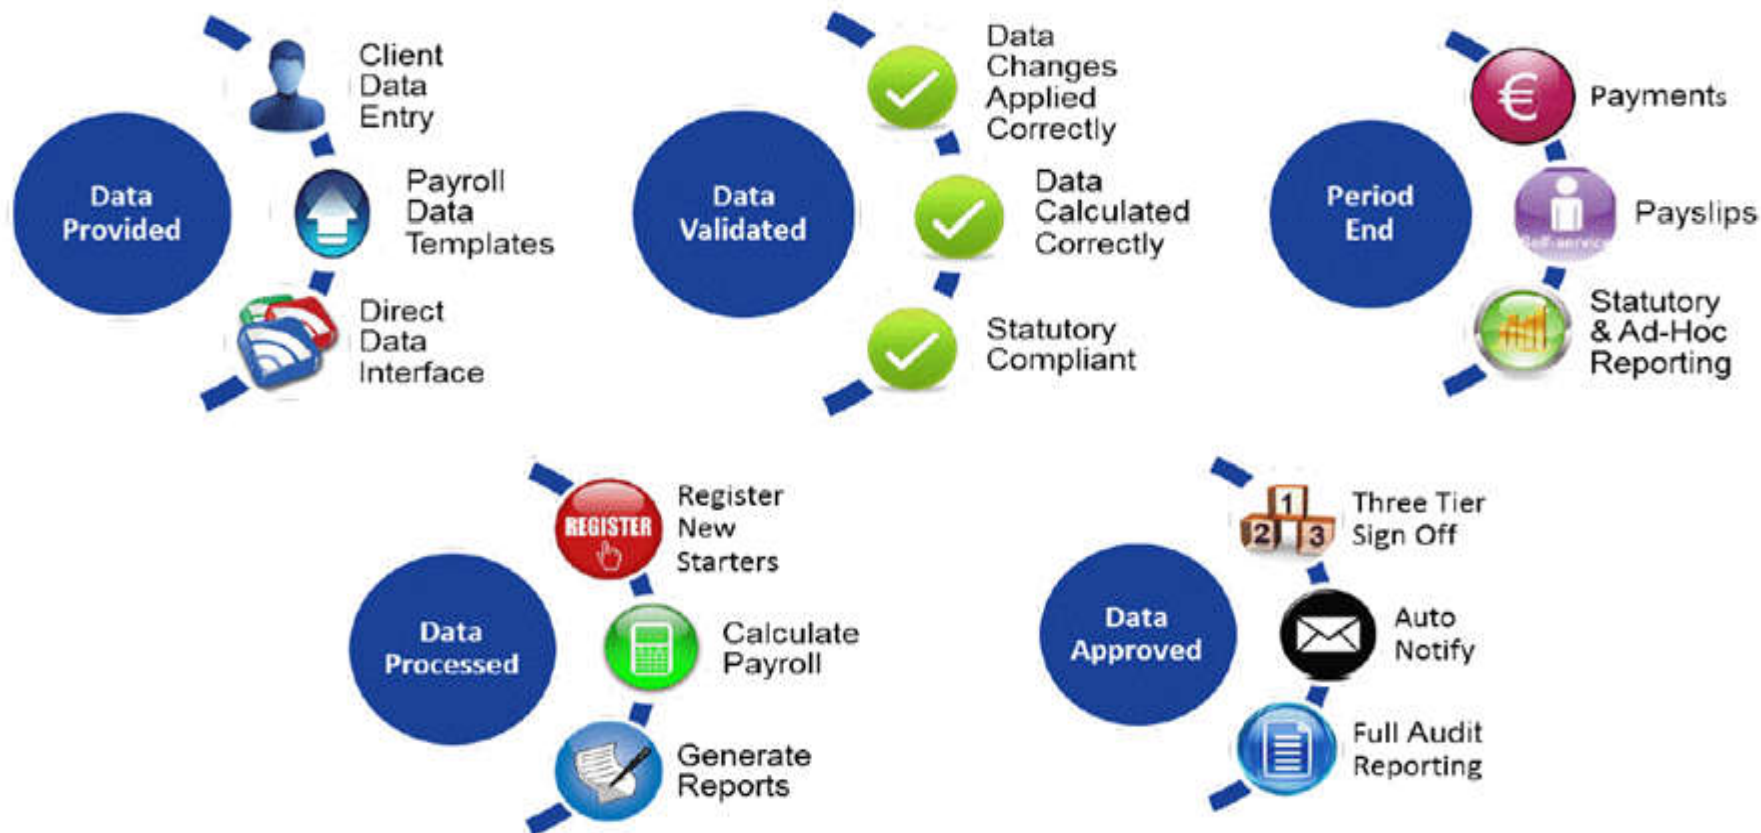 Data
Provided
Client
Data
Entry
Payroll
Data
Templates
Direct
Data
Interface
Data
Validated
Data
Changes
Applied
Correctly
Data
Calculated
Correctly
Statutory
Compliant
Period
End
€
Payments
Self-service
Payslips
Statutory
& Ad-Hoc
Reporting
Data
Processed
REGISTER
Register
New
Starters
Calculate
Payroll
Generate
Reports
Data
Approved
1
2 3
Three Tier
Sign Off
Auto
Notify
Full Audit
Reporting